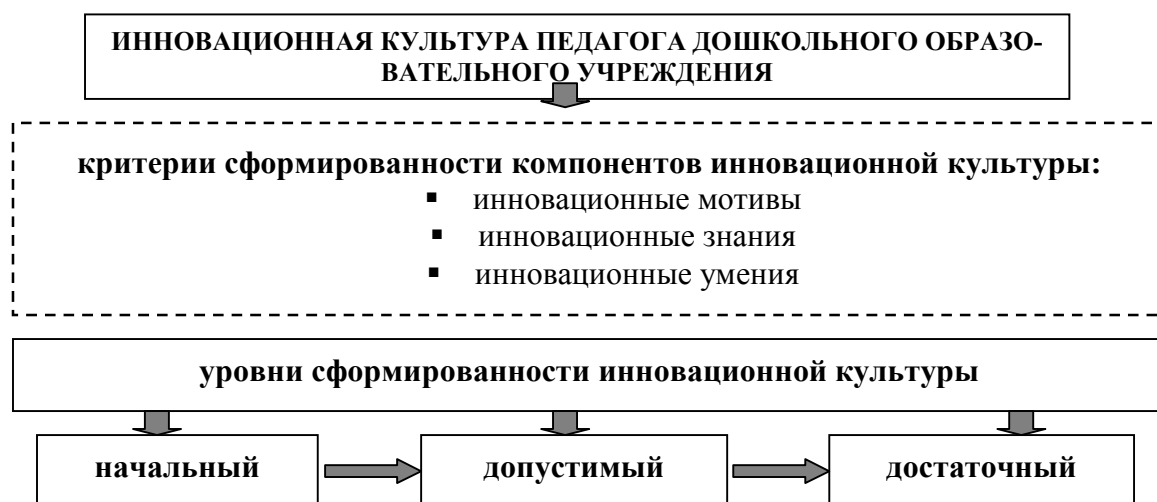 ИННОВАЦИОННАЯ КУЛЬТУРА ПЕДАГОГА ДОШКОЛЬНОГО ОБРАЗО-
ВАТЕЛЬНОГО УЧРЕЖДЕНИЯ
критерии сформированности компонентов инновационной культуры:
▪ инновационные мотивы
▪ инновационные знания
▪ инновационные умения
уровни сформированности инновационной культуры
начальный допустимый достаточный